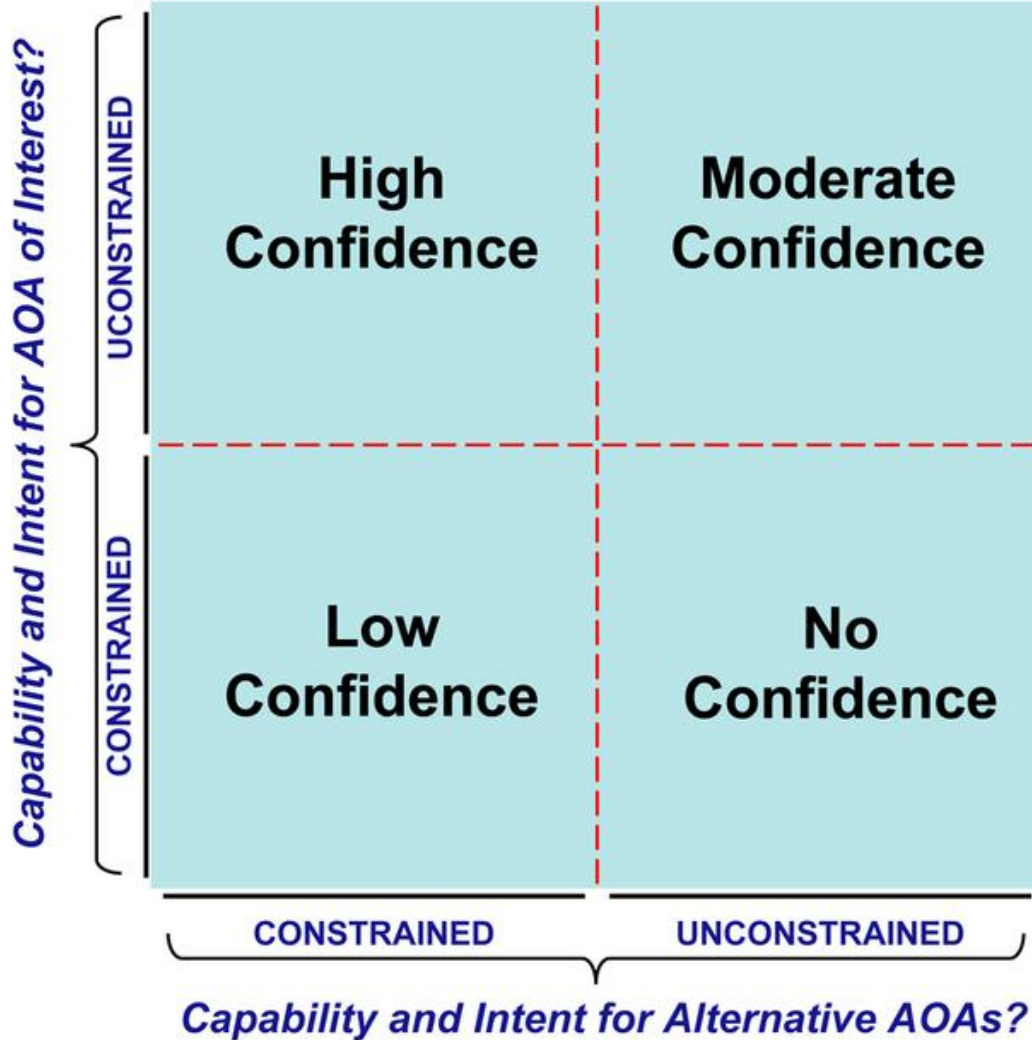 Capability and Intent for AOA of Interest?
UCONSTRAINED
CONSTRAINED
High
Confidence
Moderate
Confidence
Low
Confidence
No
Confidence
CONSTRAINED
UNCONSTRAINED
Capability and Intent for Alternative AOAs?